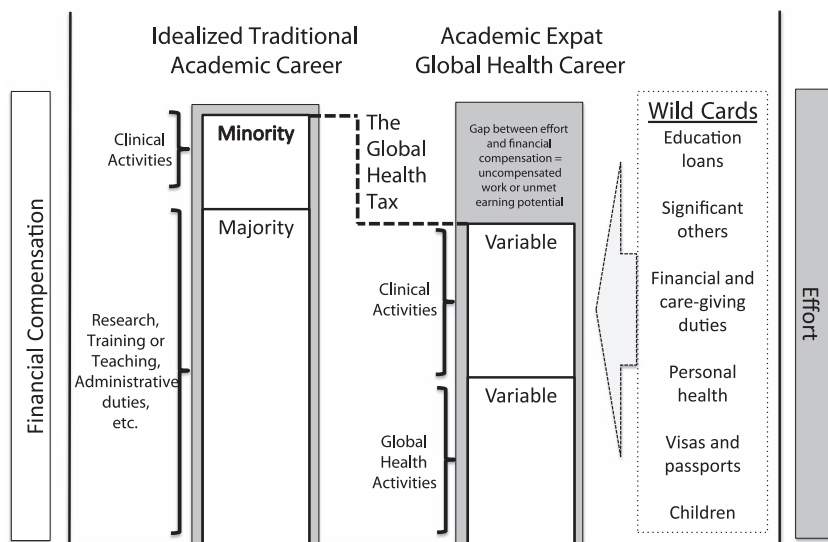 Idealized Traditional
Academic Career
Academic Expat
Global Health Career
Financial Compensation
Clinical
Activities
Minority
Majority
Research,
Training or
Teaching,
Administrative
duties,
etc.
The
Global
Health
Tax
Gap between effort
and financial
compensation =
uncompensated
work or unmet
earning potential
Clinical
Activities
Variable
Global
Health
Activities
Variable
Wild Cards
Education
loans
Significant
others
Financial and
care-giving
duties
Personal
health
Visas and
passports
Children
Effort